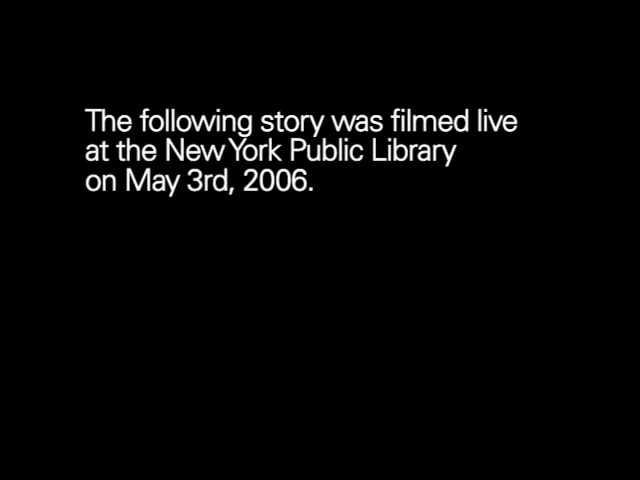 The following story was filmed live
at the New York Public Library
on May 3rd, 2006.